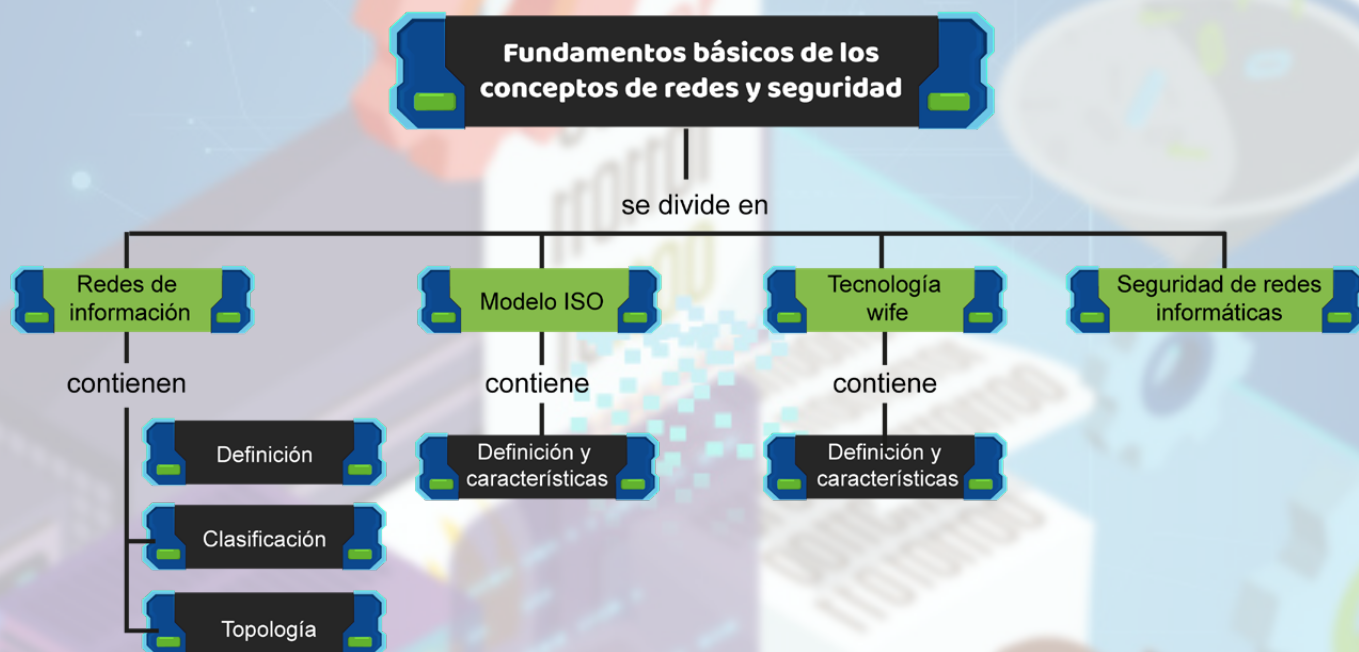 Fundamentos básicos de los
conceptos de redes y seguridad
se divide en
Redes de
información
Modelo ISO
Tecnología
wife
Seguridad de redes
informáticas
contienen
contiene
contiene
Definición
Definición y
características
Definición y
características
Clasificación
Topología